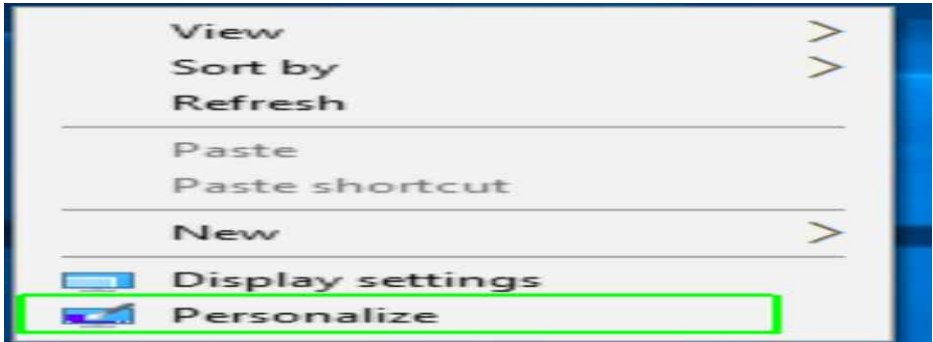 View
Sort by
Refresh
Paste
Paste shortcut
New
Display settings
Personalize